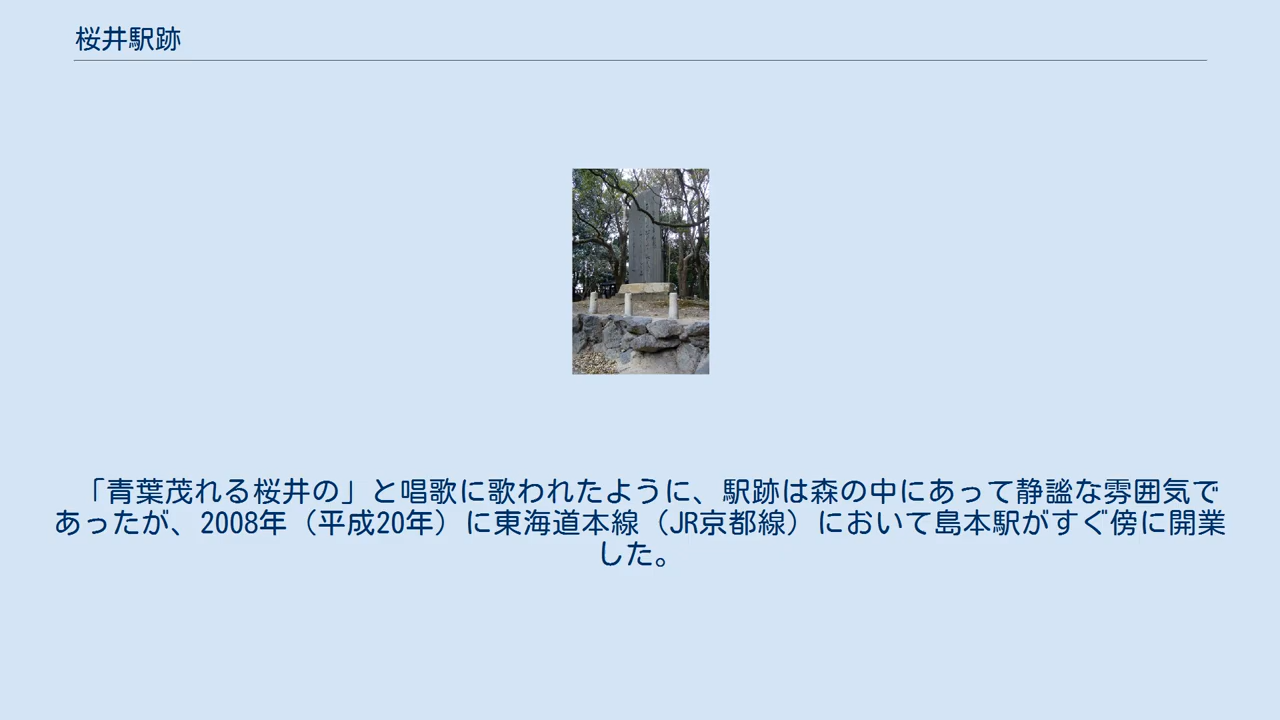 桜井駅跡
「青葉茂れる桜井の」と唱歌に歌われたように、駅跡は森の中にあって静謐な雰囲気で
あったが、2008年（平成20年）に東海道本線（JR京都線）において島本駅がすぐ傍に開業
した。